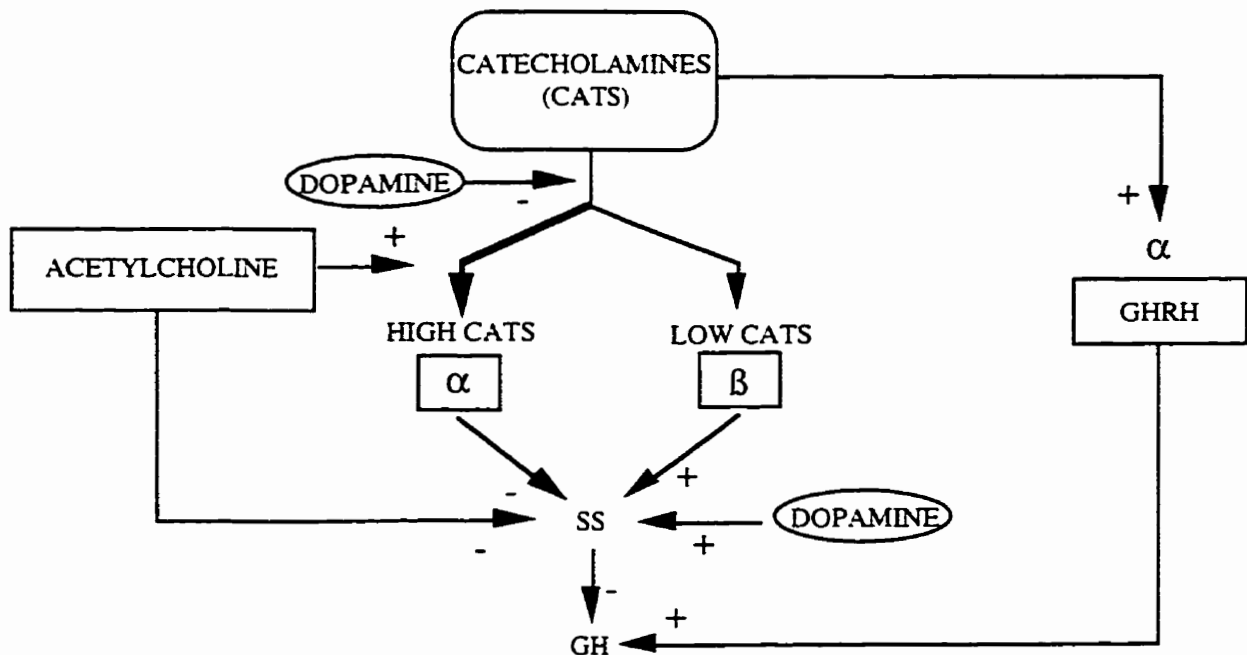 CATECHOLAMINES
(CATS)
DOPAMINE
-
+
ACETYLCHOLINE
+
α
GHRH
HIGH CATS
LOW CATS
α
ß
-
+
SS
DOPAMINE
-
+
-
+
GH